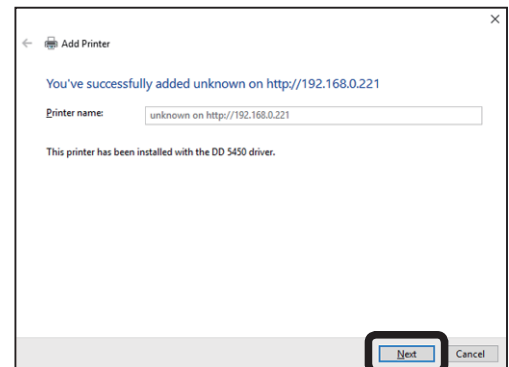 Add Printer
You've successfully added unknown on http://192.168.0.221
Printer name:
unknown on http://192.168.0.221
This printer has been installed with the DD 5450 driver.
Next
Cancel